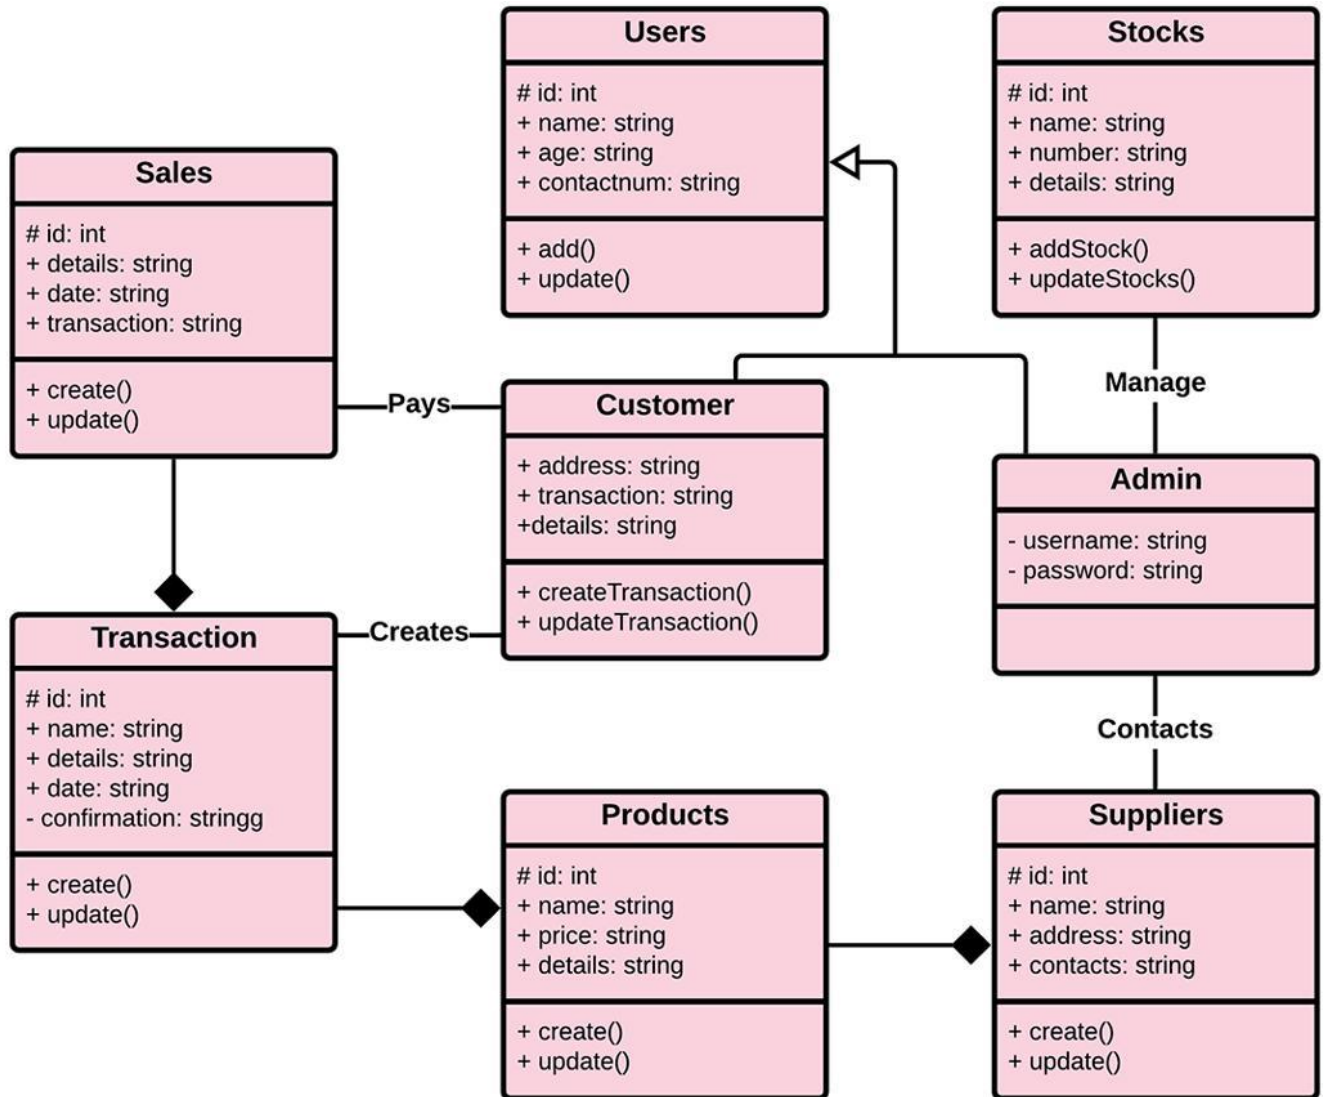 Users
# id: int
+ name: string
+ age: string
+ contactnum: string
+ add()
+ update()
Stocks
# id: int
+ name: string
+ number: string
+ details: string
+ addStock()
+ updateStocks()
Sales
# id: int
+ details: string
+ date: string
+ transaction: string
+ create()
+ update()
Pays
Customer
+ address: string
+ transaction: string
+details: string
+ createTransaction()
+ updateTransaction()
Manage
Admin
- username: string
- password: string
Creates
Transaction
# id: int
+ name: string
+ details: string
+ date: string
- confirmation: stringg
+ create()
+ update()
Contacts
Products
# id: int
+ name: string
+ price: string
+ details: string
+ create()
+ update()
Suppliers
# id: int
+ name: string
+ address: string
+ contacts: string
+ create()
+ update()